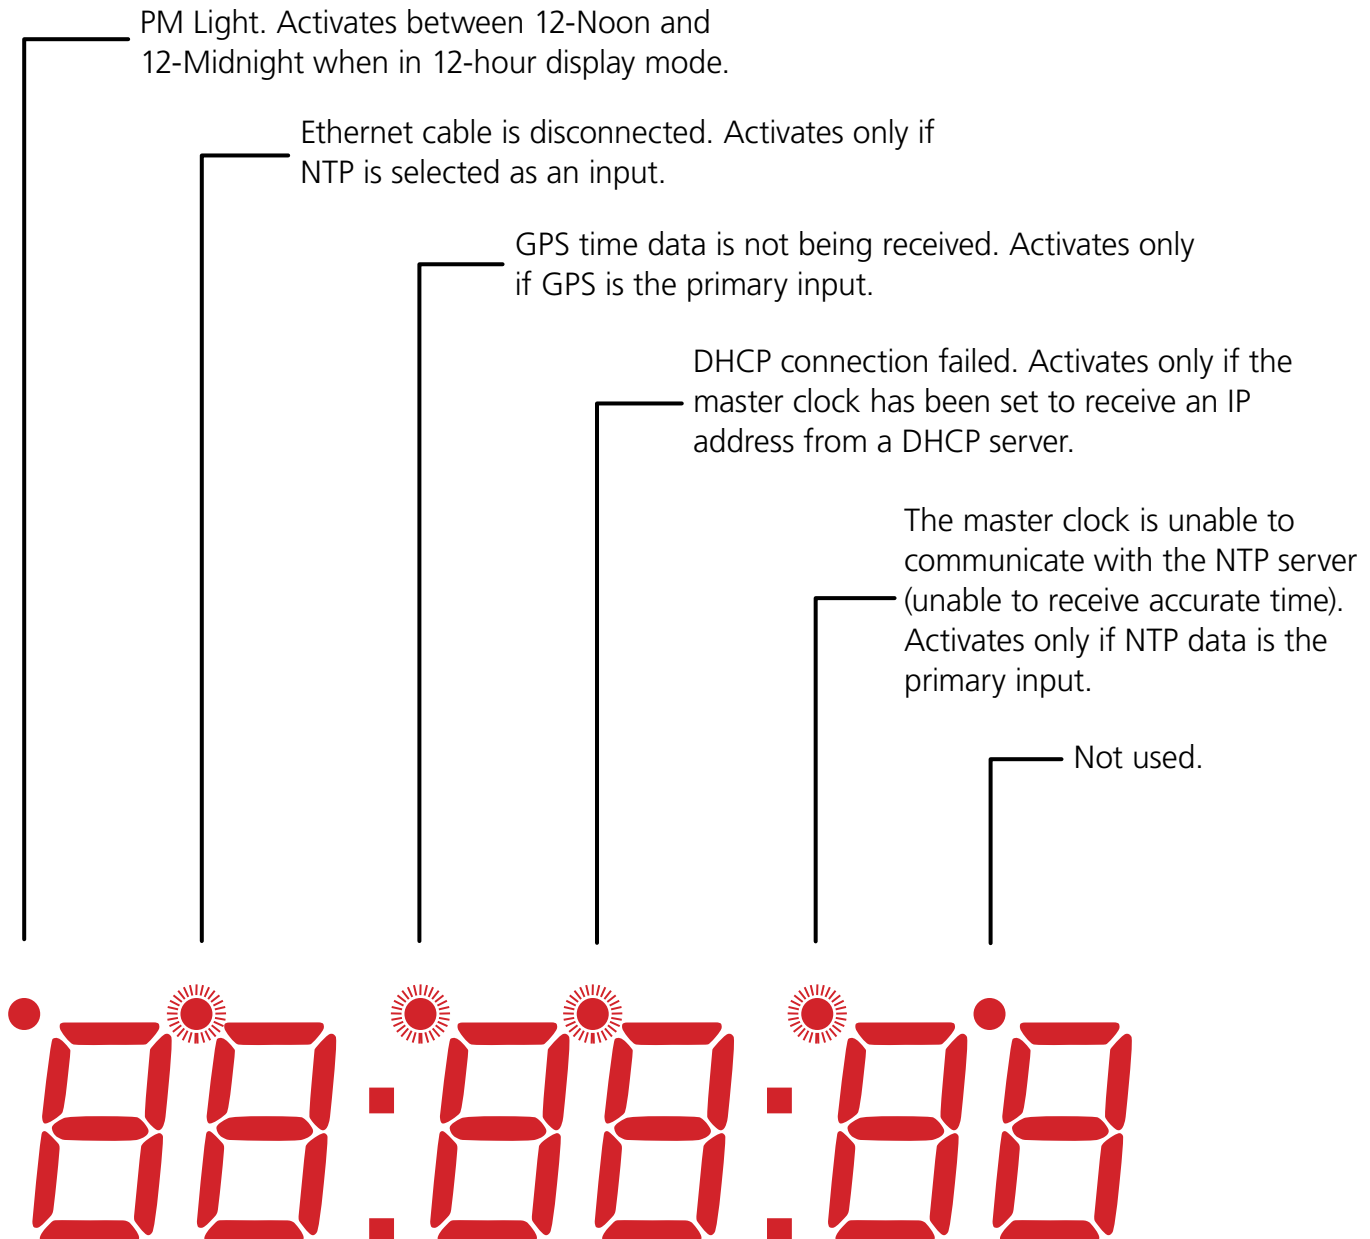 PM Light. Activates between 12-Noon and
12-Midnight when in 12-hour display mode.
Ethernet cable is disconnected. Activates only if
NTP is selected as an input.
GPS time data is not being received. Activates only
if GPS is the primary input.
DHCP connection failed. Activates only if the
master clock has been set to receive an IP
address from a DHCP server.
The master clock is unable to
communicate with the NTP server
(unable to receive accurate time).
Activates only if NTP data is the
primary input.
Not used.
88:88:88